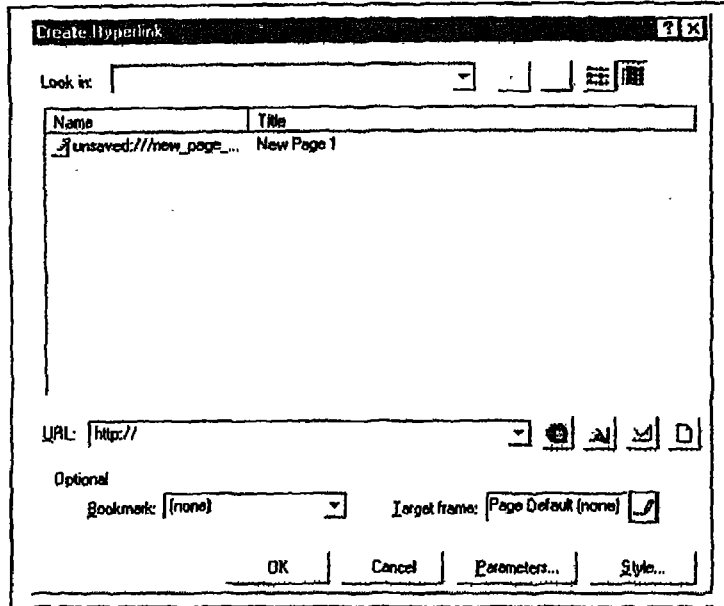 Create Hyperlink
Look in:
Name Title
unsaved:///new_page_... New Page 1
URL: http://
Optional
Bookmark: (none) Target frame: Page Default (none)
OK Cancel Parameters... Style...